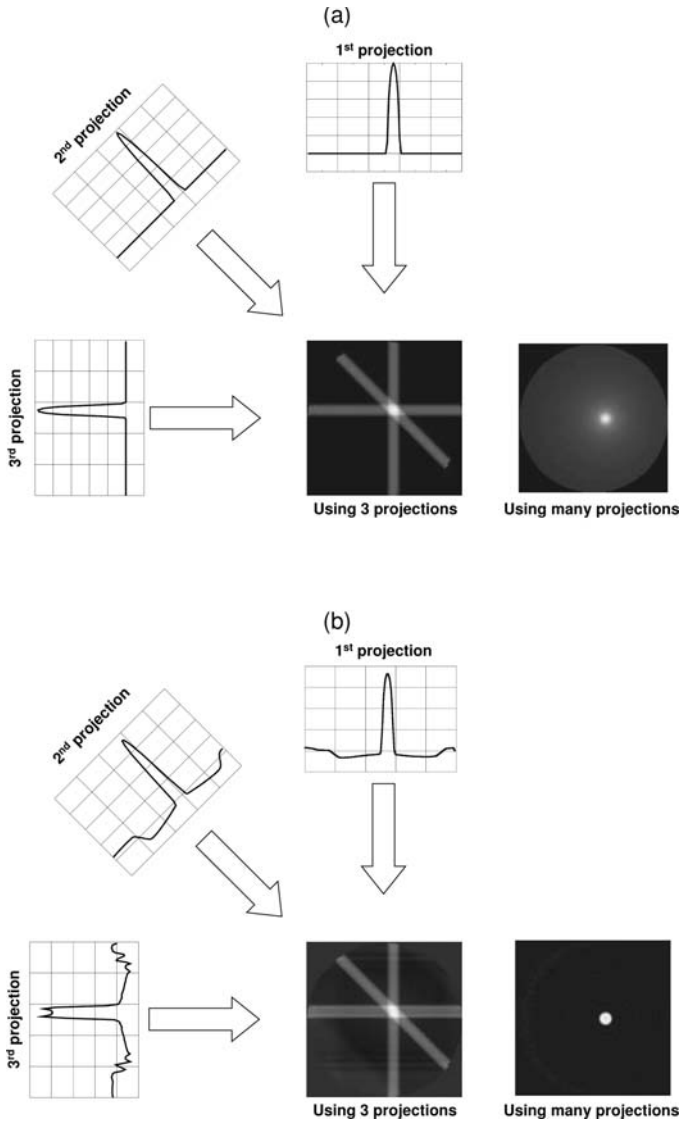 (a)
1st projection
2nd projection
3rd projection
Using 3 projections
Using many projections
(b)
1st projection
2nd projection
3rd projection
Using 3 projections
Using many projections